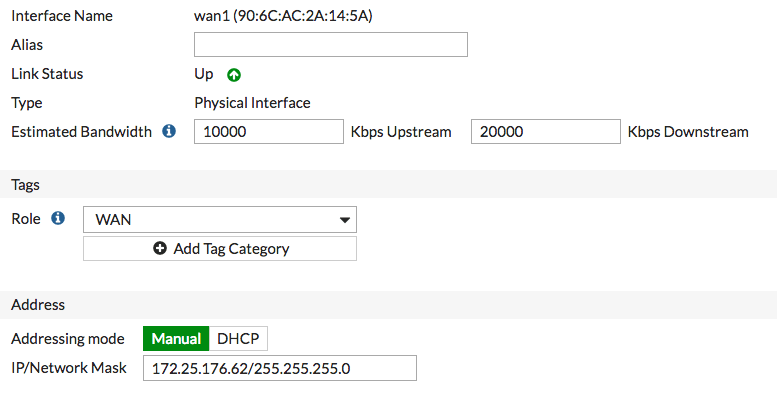 Interface Name wan1 (90:6C:AC:2A:14:5A)
Alias
Link Status Up
Type Physical Interface
Estimated Bandwidth 10000 Kbps Upstream 20000 Kbps Downstream
Tags
Role WAN
Add Tag Category
Address
Addressing mode Manual DHCP
IP/Network Mask 172.25.176.62/255.255.255.0